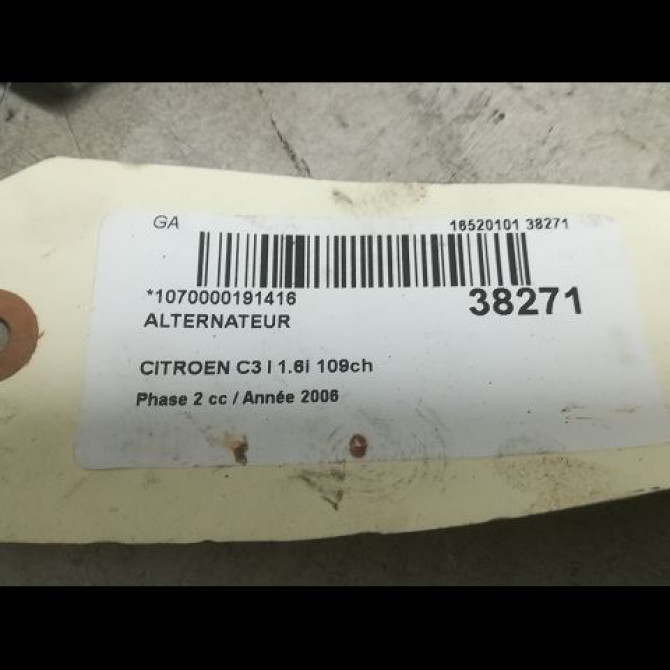 GA 16520101 38271
*1070000191416 38271
ALTERNATEUR
CITROEN C3 I 1.6i 109ch
Phase 2 cc / Année 2006